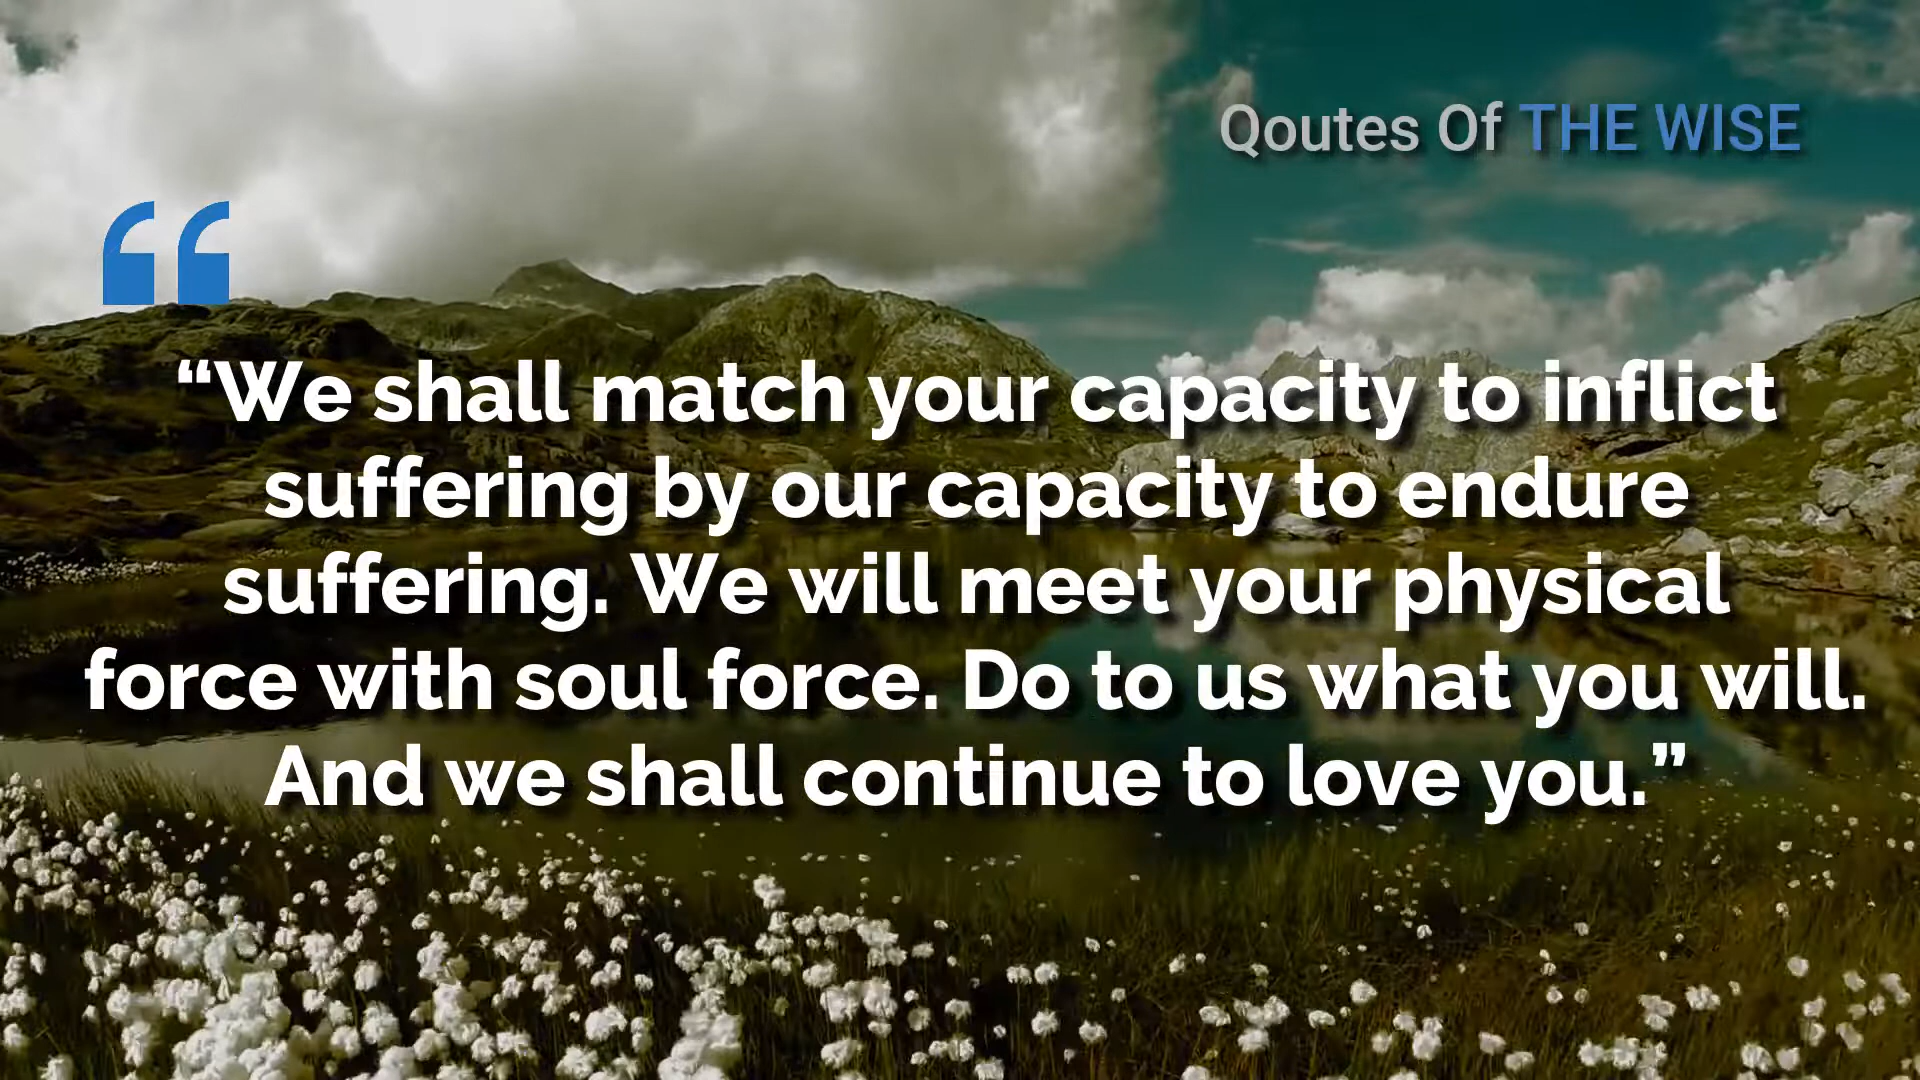 Qoutes Of THE WISE
“We shall match your capacity to inflict
suffering by our capacity to endure
suffering. We will meet your physical
force with soul force. Do to us what you will.
And we shall continue to love you.”